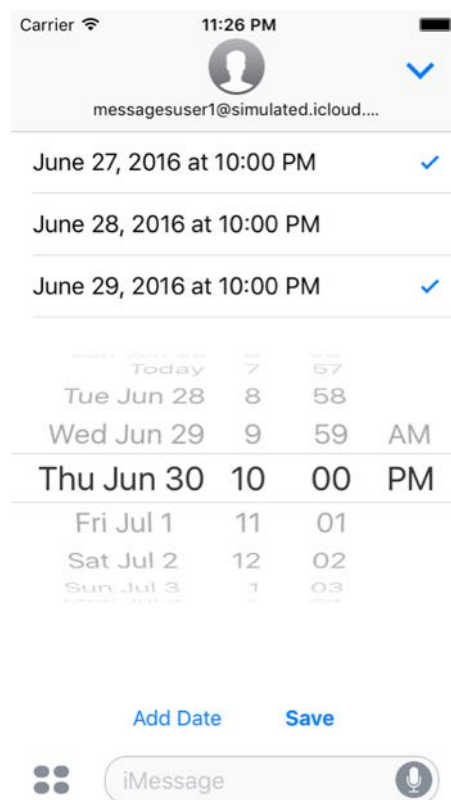 Carrier 11:26 PM
messagesuser1@simulated.icloud....
June 27, 2016 at 10:00 PM
June 28, 2016 at 10:00 PM
June 29, 2016 at 10:00 PM
Today 7 57
Tue Jun 28 8 58
Wed Jun 29 9 59 AM
Thu Jun 30 10 00 PM
Fri Jul 1 11 01
Sat Jul 2 12 02
Sun Jul 3 1 03
Add Date Save
iMessage